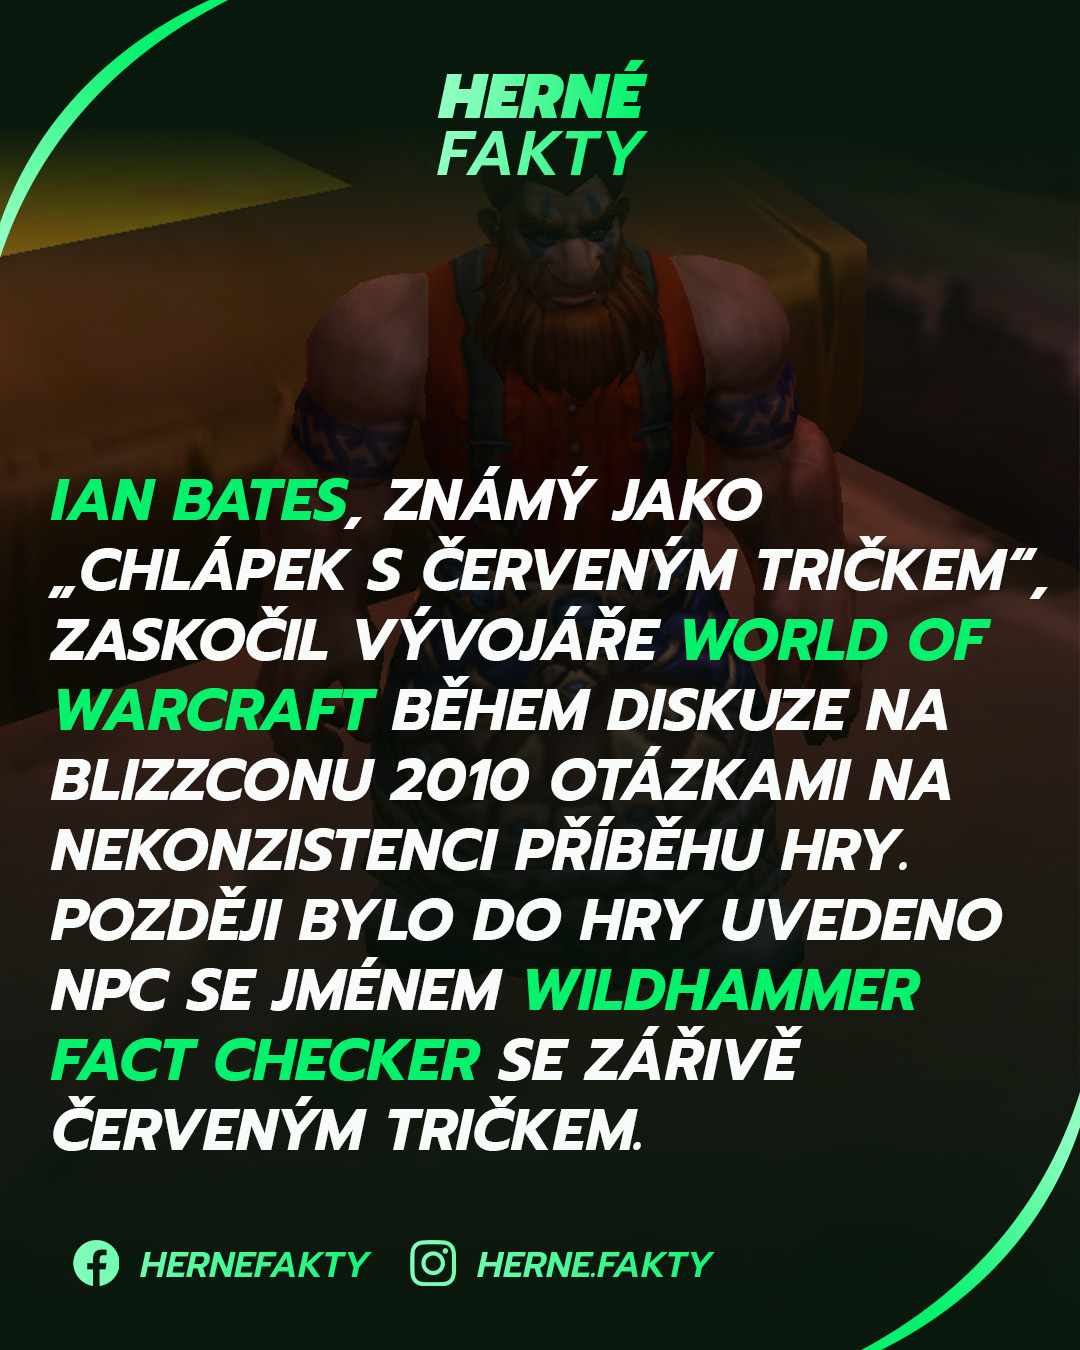 HERNÉ
FAKTY
IAN BATES, ZNÁMÝ JAKO
„CHLÁPEK S ČERVENÝM TRIČKEM“,
ZASKOČIL VÝVOJÁŘE WORLD OF
WARCRAFT BĚHEM DISKUZE NA
BLIZZCONU 2010 OTÁZKAMI NA
NEKONZISTENCI PŘÍBĚHU HRY.
POZDĚJI BYLO DO HRY UVEDENO
NPC SE JMÉNEM WILDHAMMER
FACT CHECKER SE ZÁŘIVĚ
ČERVENÝM TRIČKEM.
HERNEFAKTY HERNE.FAKTY